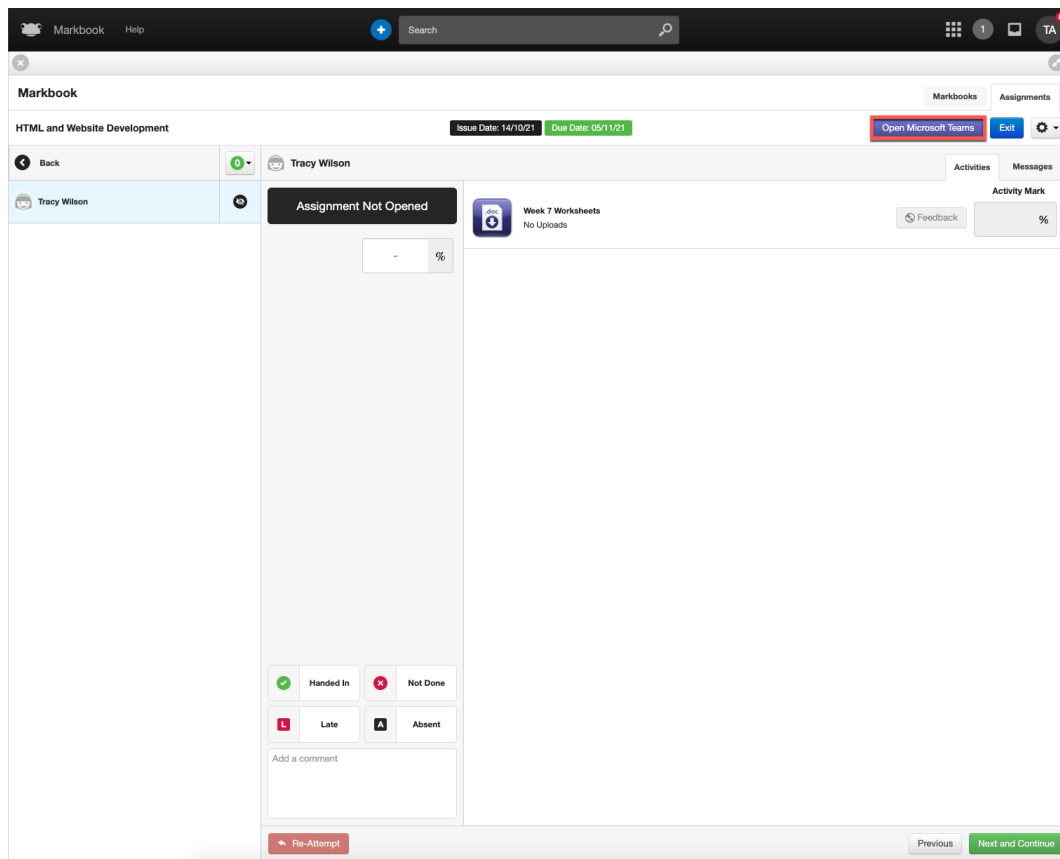 Markbook Help Search 1 TA
Markbook Markbooks Assignments
HTML and Website Development Issue Date: 14/10/21 Due Date: 05/11/21 Open Microsoft Teams Exit
Back 0 Tracy Wilson Activities Messages
Tracy Wilson
Assignment Not Opened
- %
.doc
Week 7 Worksheets
No Uploads
Feedback
Activity Mark
%
Handed In Not Done
L Late A Absent
Add a comment
Re-Attempt Previous Next and Continue